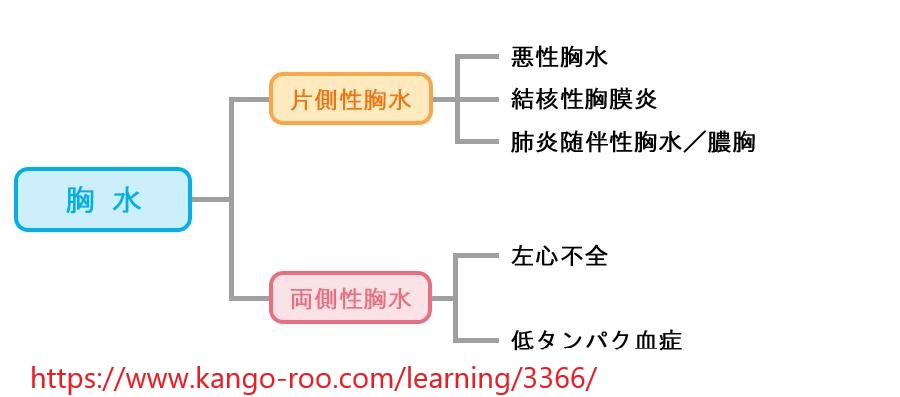 胸水
片側性胸水
悪性胸水
結核性胸膜炎
肺炎随伴性胸水／膿胸
両側性胸水
左心不全
低タンパク血症
https://www.kango-roo.com/learning/3366/